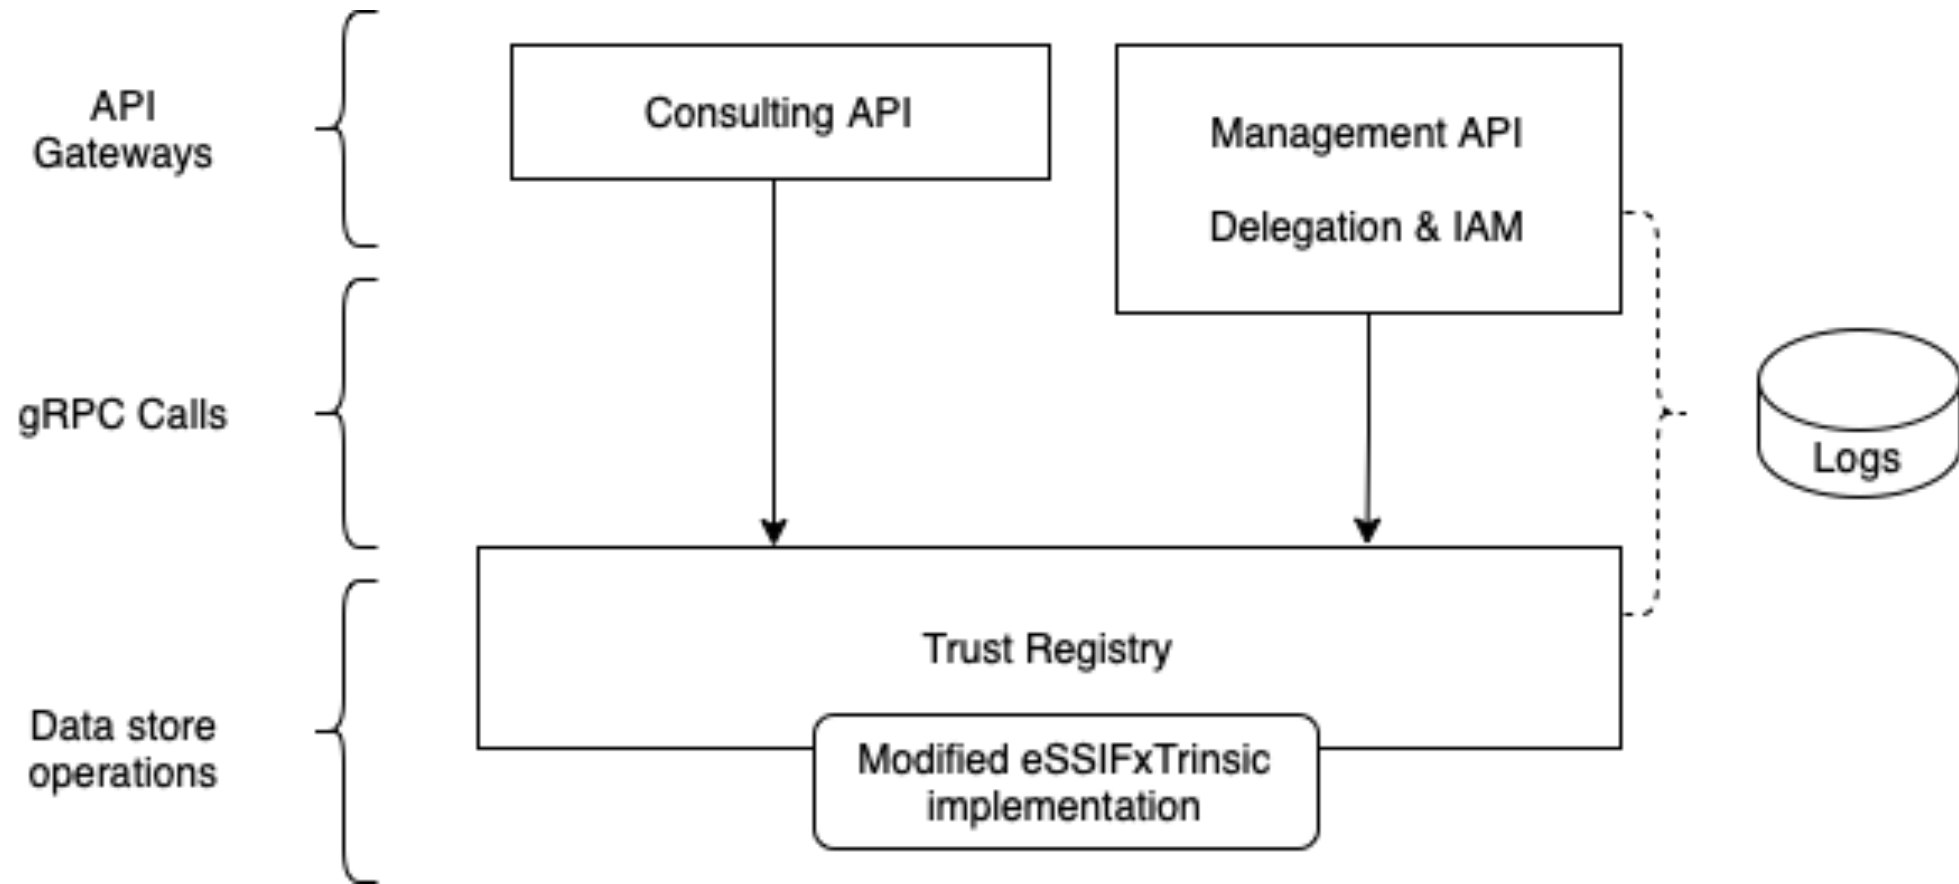 API
Gateways
Consulting API
Management API
Delegation & IAM
gRPC Calls
Logs
Trust Registry
Data store
operations
Modified eSSIFxTrinsic
implementation